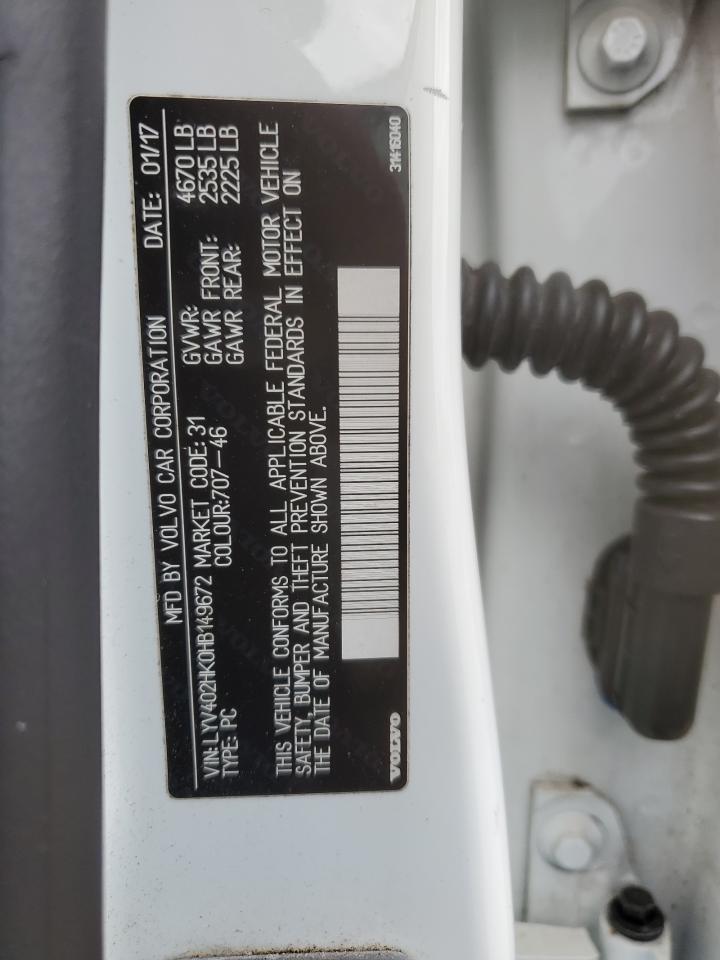 MFD BY VOLVO CAR CORPORATION DATE: 01/17
VIN:LYV402HK0HB149672 MARKET CODE: 31 GVWR: 4670 LB
TYPE: PC COLOUR:707—46 GAWR FRONT: 2535 LB
GAWR REAR: 2225 LB
THIS VEHICLE CONFORMS TO ALL APPLICABLE FEDERAL MOTOR VEHICLE
SAFETY, BUMPER AND THEFT PREVENTION STANDARDS IN EFFECT ON
THE DATE OF MANUFACTURE SHOWN ABOVE.
VOLVO 31416040